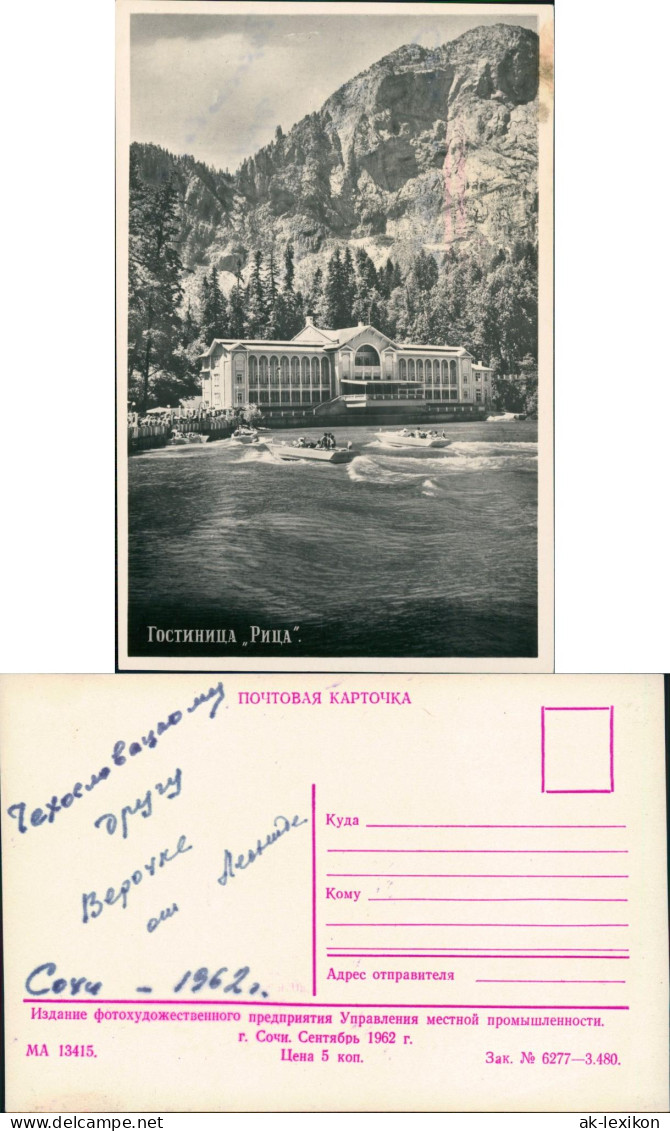 Гостиница „Рица“.
ПОЧТОВАЯ КАРТОЧКА
Чехословацкому
другу
Верочке
от
Сочи - 1962 г.
Куда
Кому
Адрес отправителя
Издание фотохудожественного предприятия Управления местной промышленности.
г. Сочи. Сентябрь 1962 г.
МА 13415.
Цена 5 коп.
Зак. № 6277—3.480.
www.delcampe.net
ak-lexikon